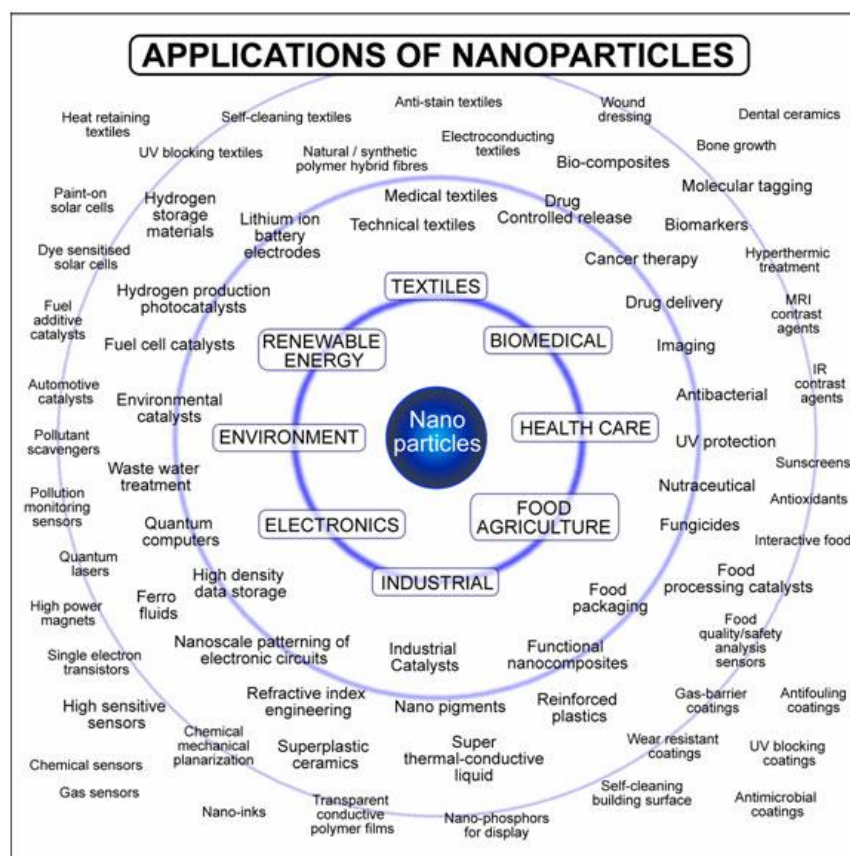 APPLICATIONS OF NANOPARTICLES
Heat retaining
textiles
Self-cleaning textiles
Anti-stain textiles
Wound
dressing
Dental ceramics
UV blocking textiles
Natural / synthetic
polymer hybrid fibres
Electroconducting
textiles
Bio-composites
Bone growth
Paint-on
solar cells
Hydrogen
storage
materials
Lithium ion
battery
electrodes
Medical textiles
Technical textiles
Drug
Controlled release
Molecular tagging
Biomarkers
Dye sensitised
solar cells
Cancer therapy
Hyperthermic
treatment
TEXTILES
Hydrogen production
photocatalysts
Drug delivery
MRI
contrast
agents
Fuel
additive
catalysts
Fuel cell catalysts
RENEWABLE
ENERGY
BIOMEDICAL
Imaging
IR
contrast
agents
Automotive
catalysts
Environmental
catalysts
Antibacterial
Nano
particles
Pollutant
scavengers
ENVIRONMENT
HEALTH CARE
UV protection
Waste water
treatment
Sunscreens
Pollution
monitoring
sensors
Nutraceutical
Antioxidants
Quantum
computers
ELECTRONICS
FOOD
AGRICULTURE
Fungicides
Interactive food
Quantum
lasers
High density
data storage
INDUSTRIAL
Food
processing catalysts
High power
magnets
Ferro
fluids
Food
packaging
Food
quality/safety
analysis
sensors
Single electron
transistors
Nanoscale patterning of
electronic circuits
Industrial
Catalysts
Functional
nanocomposites
High sensitive
sensors
Refractive index
engineering
Nano pigments
Reinforced
plastics
Gas-barrier
coatings
Antifouling
coatings
Chemical
mechanical
planarization
Superplastic
ceramics
Super
thermal-conductive
liquid
Wear resistant
coatings
UV blocking
coatings
Chemical sensors
Gas sensors
Self-cleaning
building surface
Antimicrobial
coatings
Nano-inks
Transparent
conductive
polymer films
Nano-phosphors
for display